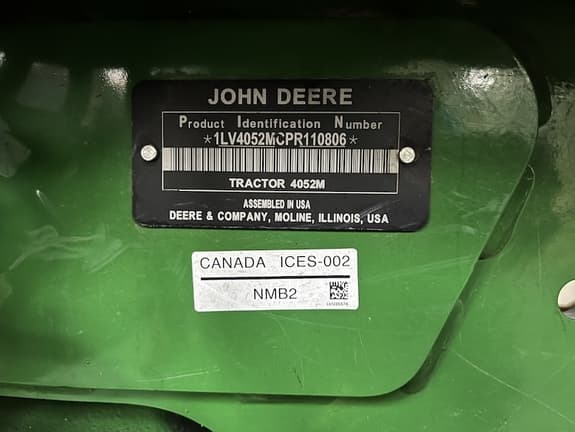 JOHN DEERE
Product Identification Number
*1LV4052MCPR110806*
TRACTOR 4052M
ASSEMBLED IN USA
DEERE & COMPANY, MOLINE, ILLINOIS, USA
CANADA ICES-002
NMB2